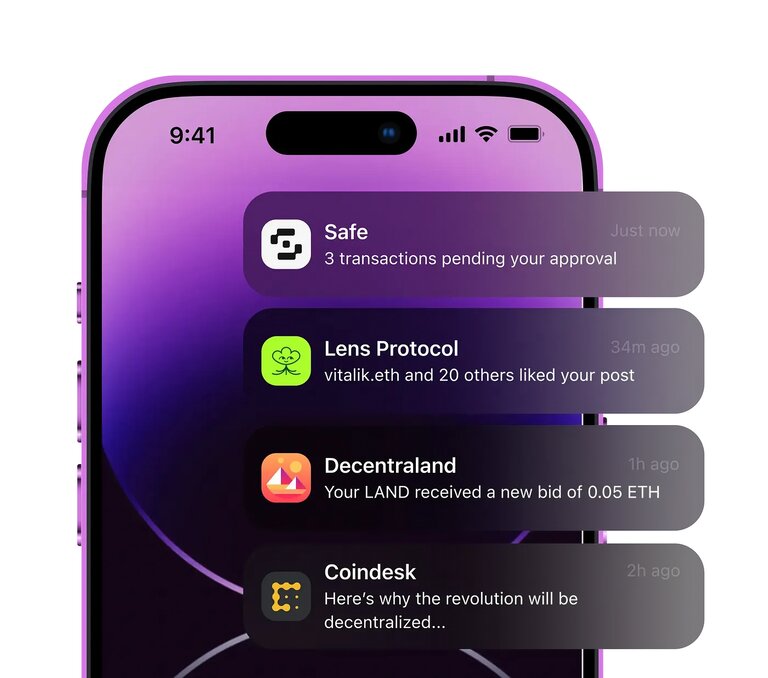 9:41
Safe
Just now
3 transactions pending your approval
Lens Protocol
34m ago
vitalik.eth and 20 others liked your post
Decentraland
1h ago
Your LAND received a new bid of 0.05 ETH
Coindesk
2h ago
Here’s why the revolution will be
decentralized...